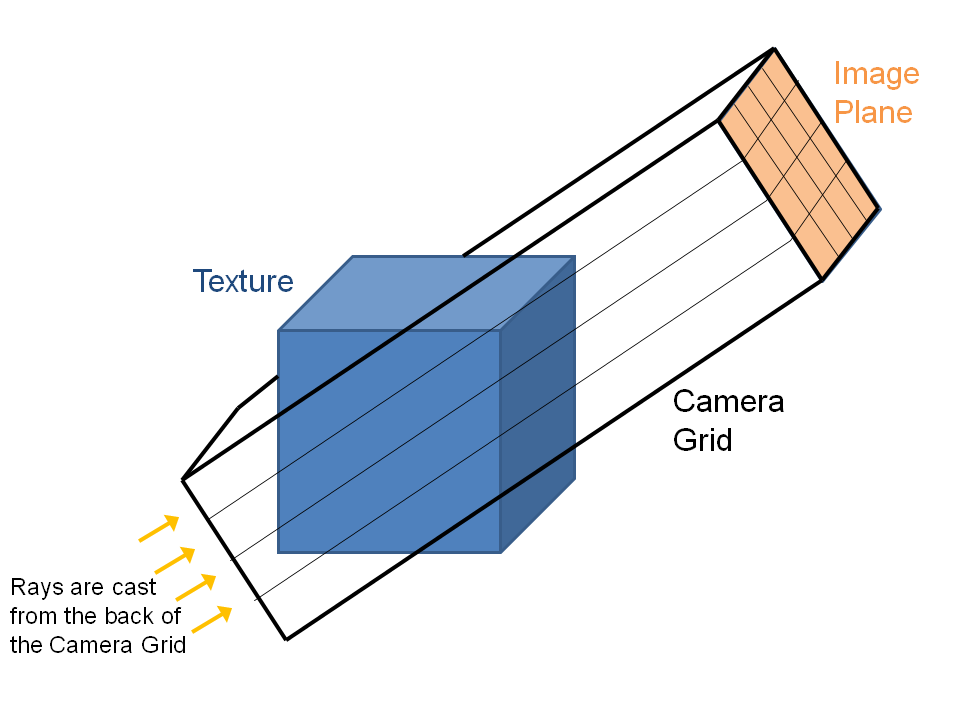 Image
Plane
Texture
Camera
Grid
Rays are cast
from the back of
the Camera Grid